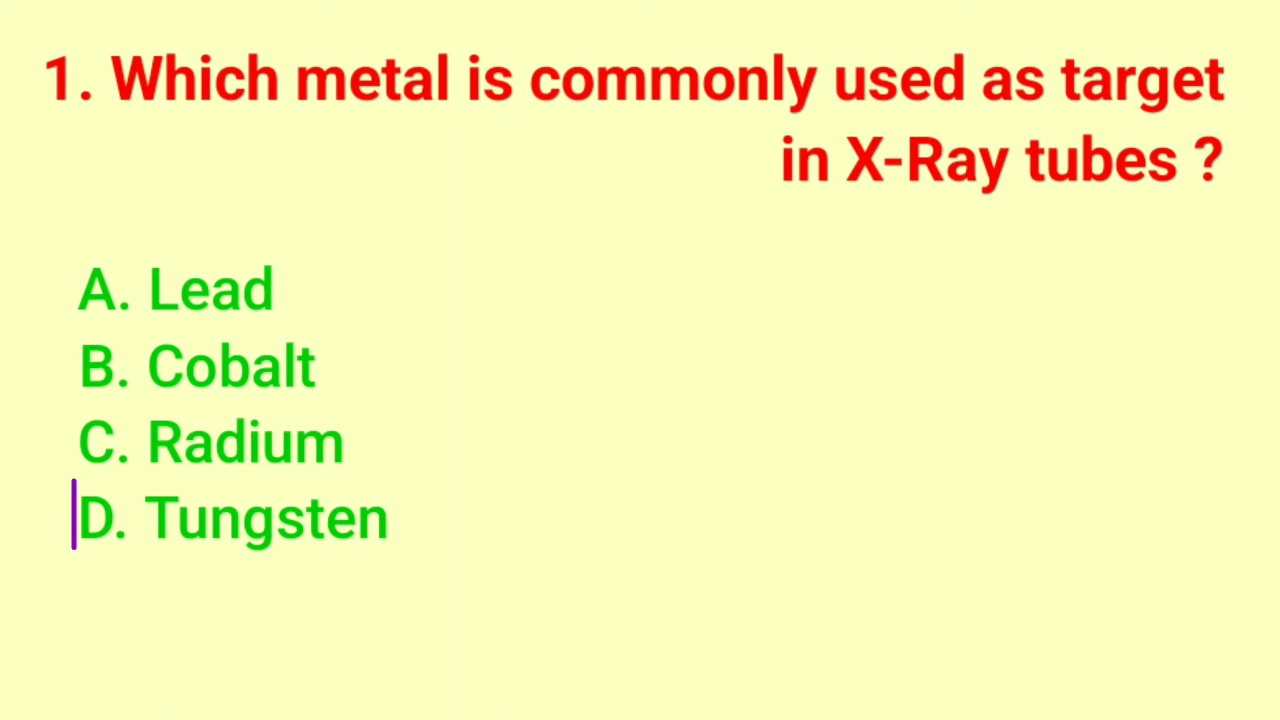 1. Which metal is commonly used as target
in X-Ray tubes ?
A. Lead
B. Cobalt
C. Radium
D. Tungsten